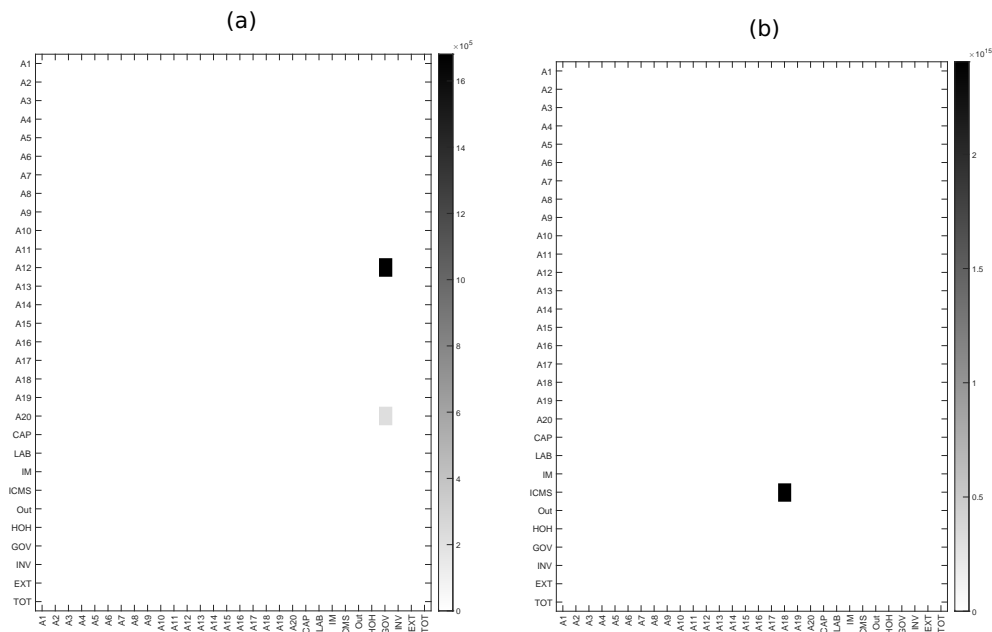 (a)
×10⁵
A1
A2
A3
A4
A5
A6
A7
A8
A9
A10
A11
A12
A13
A14
A15
A16
A17
A18
A19
A20
CAP
LAB
IM
ICMS
Out
HOH
GOV
INV
EXT
TOT
A1 A2 A3 A4 A5 A6 A7 A8 A9 A10 A11 A12 A13 A14 A15 A16 A17 A18 A19 A20 CAP LAB IM CMS Out HOH GOV INV EXT TOT
16
14
12
10
8
6
4
2
0
(b)
×10¹⁵
A1
A2
A3
A4
A5
A6
A7
A8
A9
A10
A11
A12
A13
A14
A15
A16
A17
A18
A19
A20
CAP
LAB
IM
ICMS
Out
HOH
GOV
INV
EXT
TOT
A1 A2 A3 A4 A5 A6 A7 A8 A9 A10 A11 A12 A13 A14 A15 A16 A17 A18 A19 A20 CAP LAB IM CMS Out HOH GOV INV EXT TOT
2
1.5
1
0.5
0